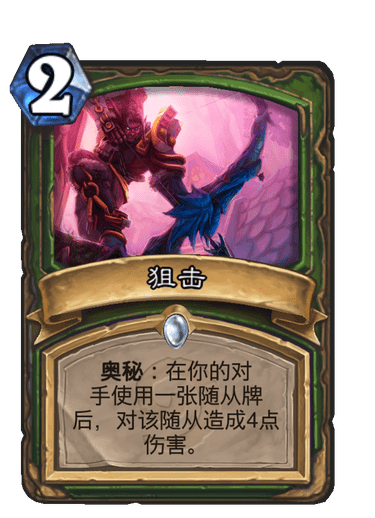 2
狙击
奥秘：在你的对
手使用一张随从牌
后，对该随从造成4点
伤害。